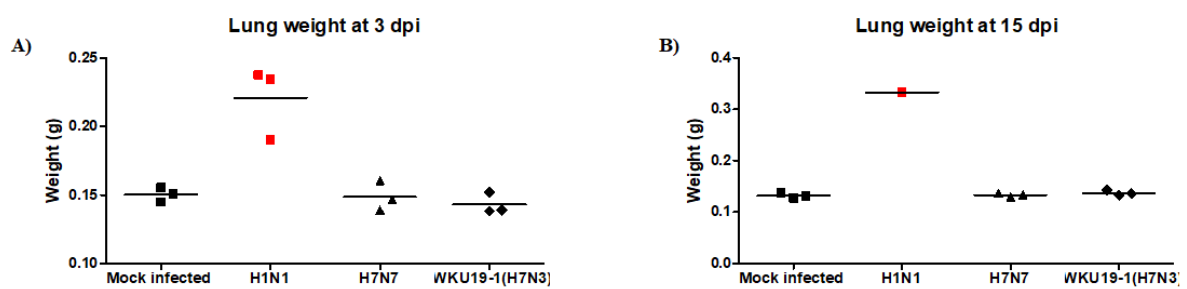 A)
Lung weight at 3 dpi
Weight (g)
0.25
0.20
0.15
0.10
Mock infected H1N1 H7N7 WKU19-1(H7N3)
B)
Lung weight at 15 dpi
Weight (g)
0.4
0.3
0.2
0.1
0.0
Mock infected H1N1 H7N7 WKU19-1(H7N3)